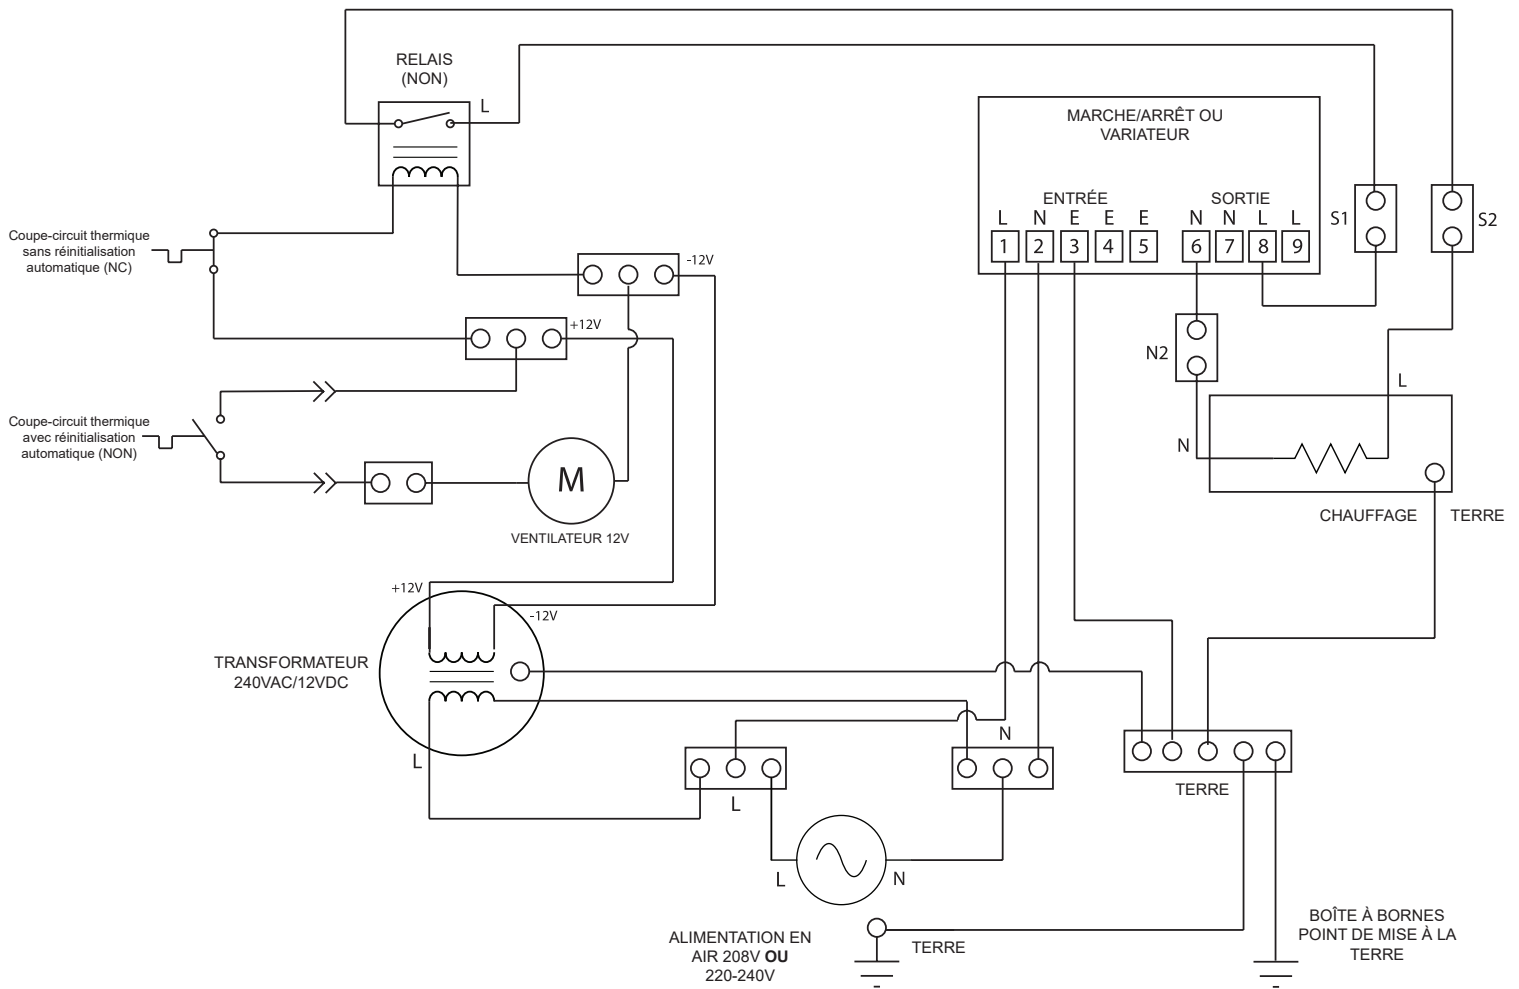 RELAIS
(NON)
L
MARCHE/ARRÊT OU
VARIATEUR
ENTRÉE
SORTIE
L N E E E N N L L
1 2 3 4 5 6 7 8 9
S1
S2
Coupe-circuit thermique
sans réinitialisation
automatique (NC)
-12V
+12V
N2
L
N
CHAUFFAGE
TERRE
Coupe-circuit thermique
avec réinitialisation
automatique (NON)
M
VENTILATEUR 12V
+12V
-12V
TRANSFORMATEUR
240VAC/12VDC
L
N
L
TERRE
L
N
ALIMENTATION EN
AIR 208V OU
220-240V
TERRE
BOÎTE À BORNES
POINT DE MISE À LA
TERRE